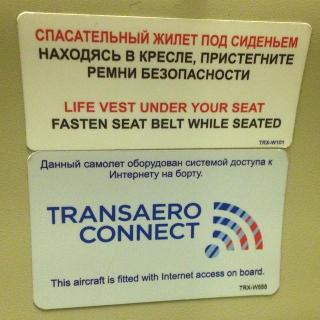 СПАСАТЕЛЬНЫЙ ЖИЛЕТ ПОД СИДЕНЬЕМ
НАХОДЯСЬ В КРЕСЛЕ, ПРИСТЕГНИТЕ
РЕМНИ БЕЗОПАСНОСТИ
LIFE VEST UNDER YOUR SEAT
FASTEN SEAT BELT WHILE SEATED
TRX-W101
Данный самолет оборудован системой доступа к
Интернету на борту.
TRANSAERO
CONNECT
This aircraft is fitted with Internet access on board.
TRX-W555